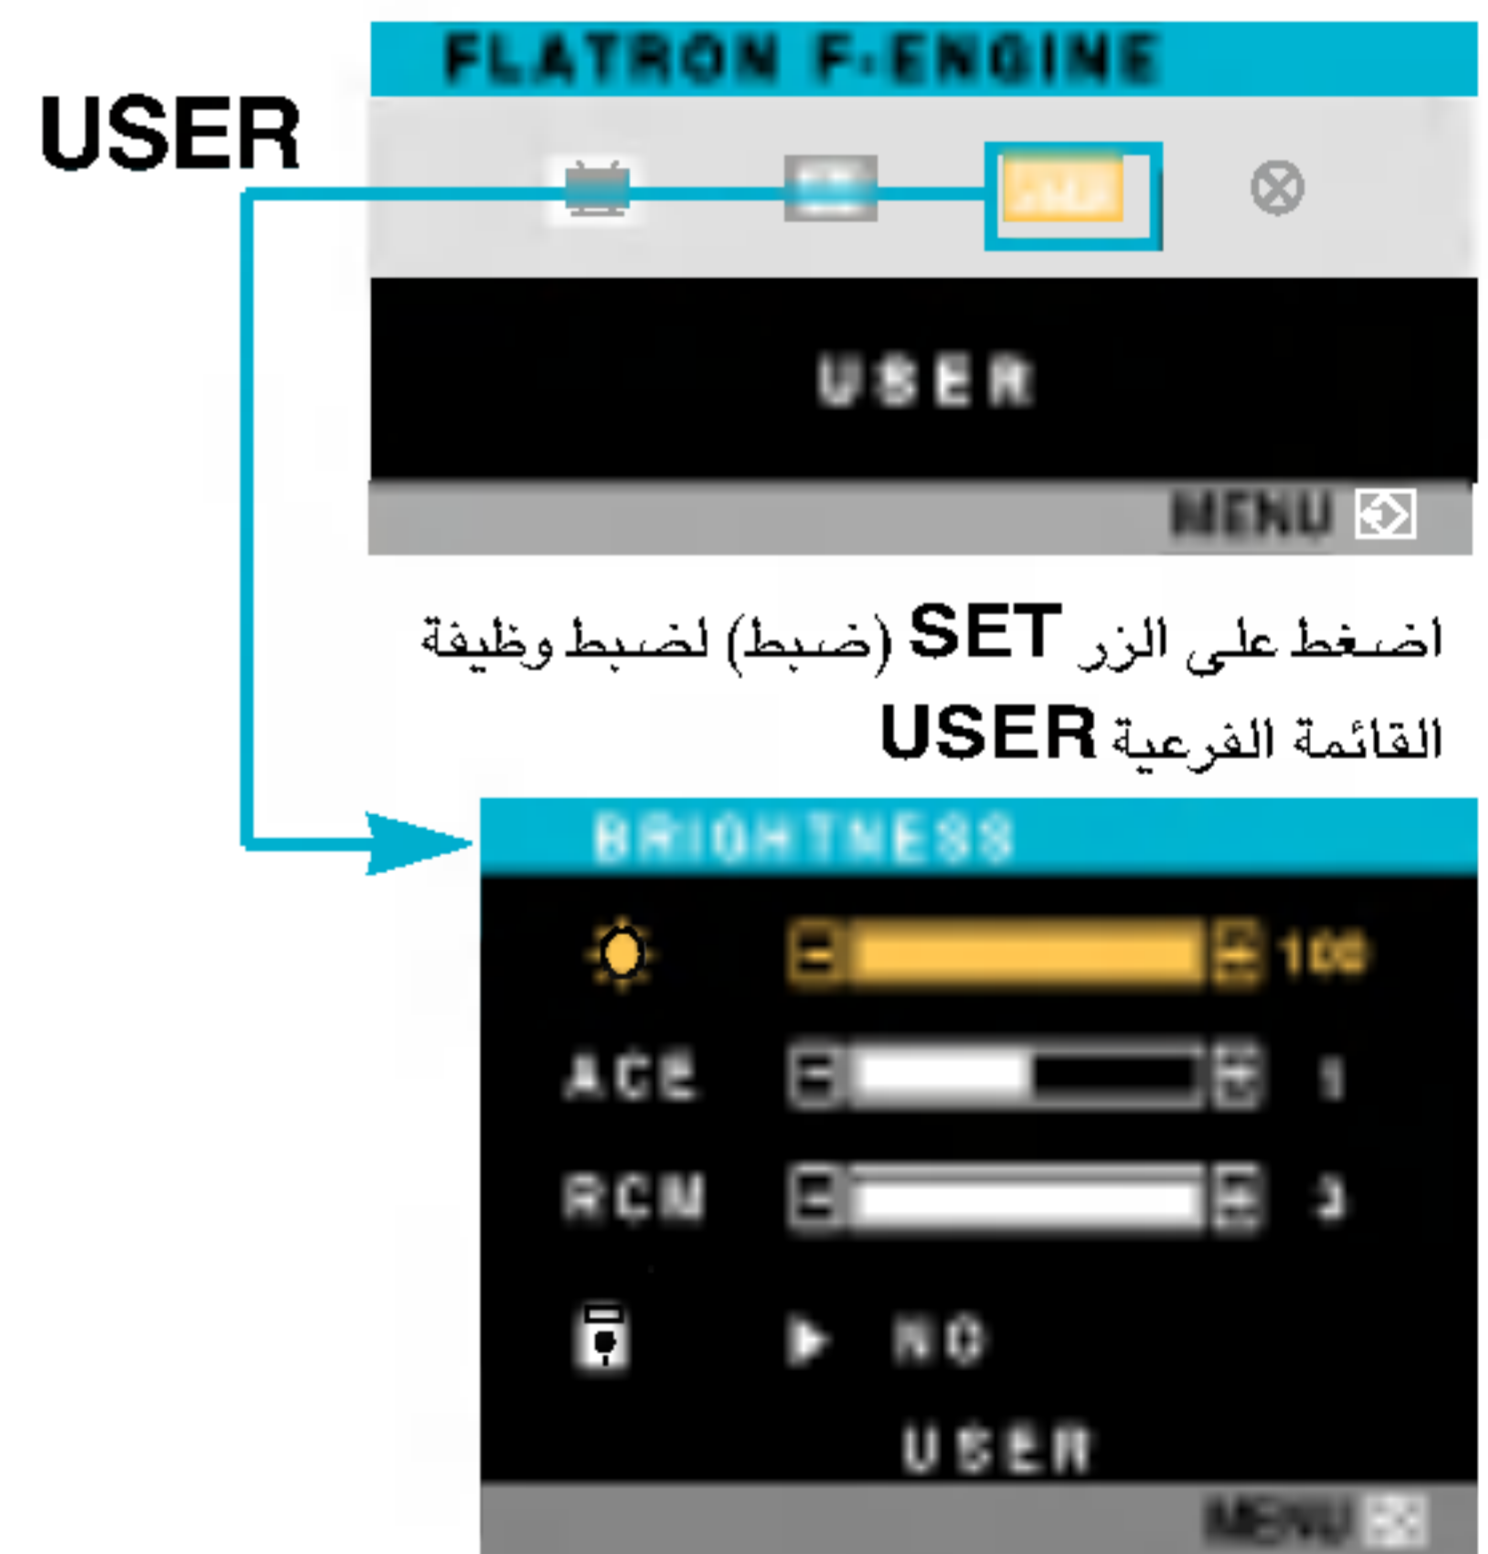 FLATRON F-ENGINE
USER
USER
USER
MENU
اضغط على الزر SET (ضبط) لضبط وظيفة
القائمة الفرعية USER
BRIGHTNESS
100
ACE 1
RCM 3
NO
USER
MENU